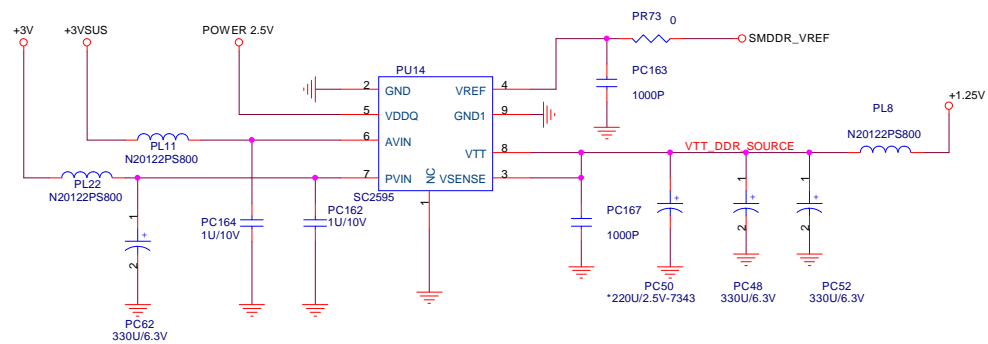 PR73 0
+3V
+3VSUS
POWER 2.5V
SMDDR_VREF
PU14
PC163
1000P
2 GND
VREF 4
5 VDDQ
GND1 9
6 AVIN
VTT 8
7 PVIN
VSENSE 3
NC
1
SC2595
PL11
N20122PS800
PL22
N20122PS800
VTT_DDR_SOURCE
PL8
N20122PS800
+1.25V
1
+
2
PC62
330U/6.3V
PC164
1U/10V
PC162
1U/10V
PC167
1000P
+
PC50
*220U/2.5V-7343
1
+
2
PC48
330U/6.3V
1
+
2
PC52
330U/6.3V